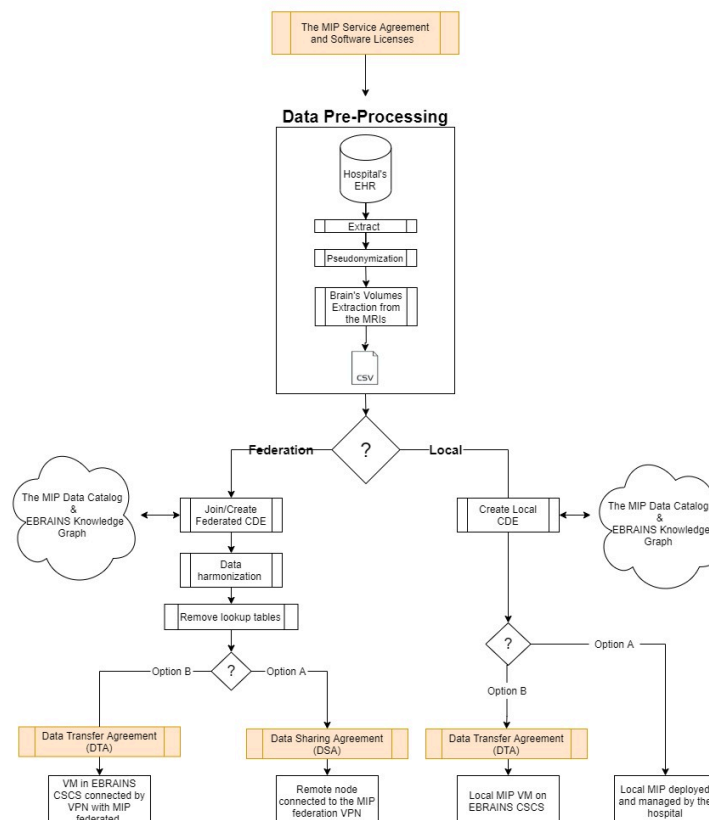 The MIP Service Agreement
and Software Licenses
Data Pre-Processing
Hospital's
EHR
Extract
Pseudonymization
Brain's Volumes
Extraction from
the MRIs
CSV
?
Federation
Local
The MIP Data Catalog
&
EBRAINS Knowledge
Graph
Join/Create
Federated CDE
Create Local
CDE
The MIP Data Catalog
&
EBRAINS Knowledge
Graph
Data
harmonization
Remove lookup tables
?
Option B
Option A
?
Option A
Option B
Data Transfer Agreement
(DTA)
Data Sharing Agreement
(DSA)
Data Transfer Agreement
(DTA)
VM in EBRAINS
CSCS connected by
VPN with MIP
federated
Remote node
connected to the MIP
federation VPN
Local MIP VM on
EBRAINS CSCS
Local MIP deployed
and managed by the
hospital